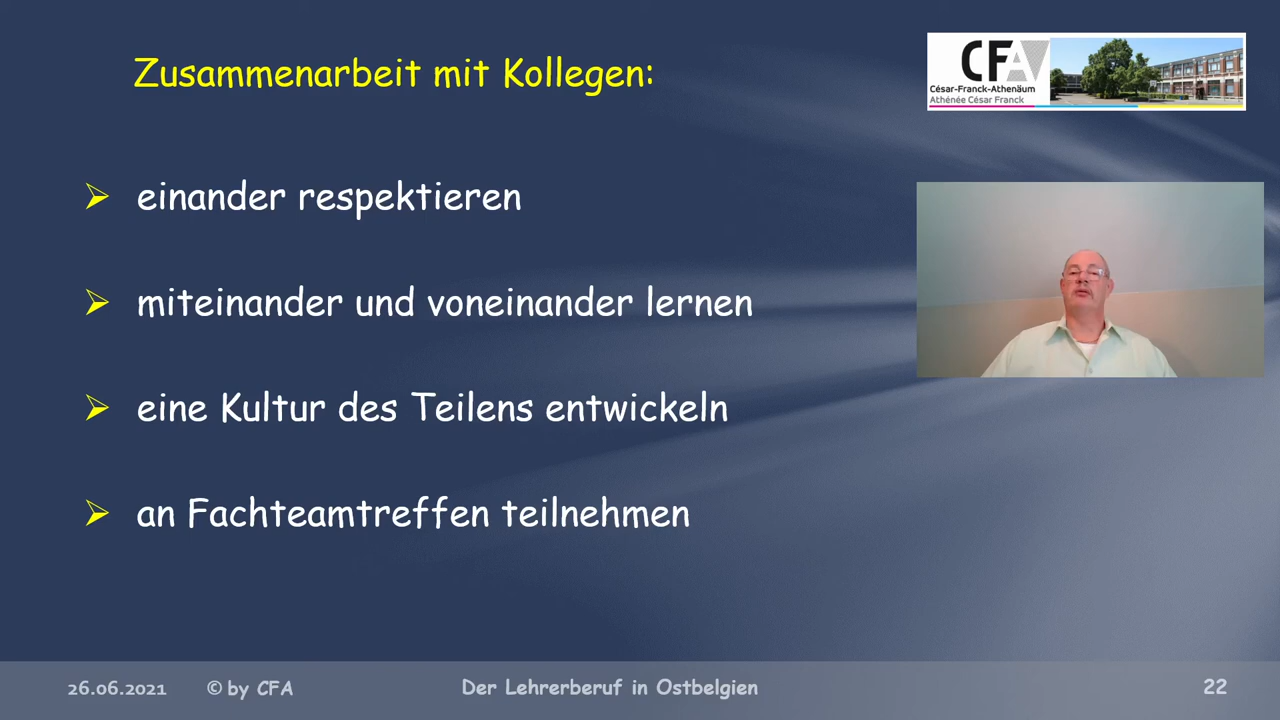 Zusammenarbeit mit Kollegen:
CFA
César-Franck-Athenäum
Athénée César Franck
einander respektieren
miteinander und voneinander lernen
eine Kultur des Teilens entwickeln
an Fachteamtreffen teilnehmen
26.06.2021 © by CFA Der Lehrerberuf in Ostbelgien 22